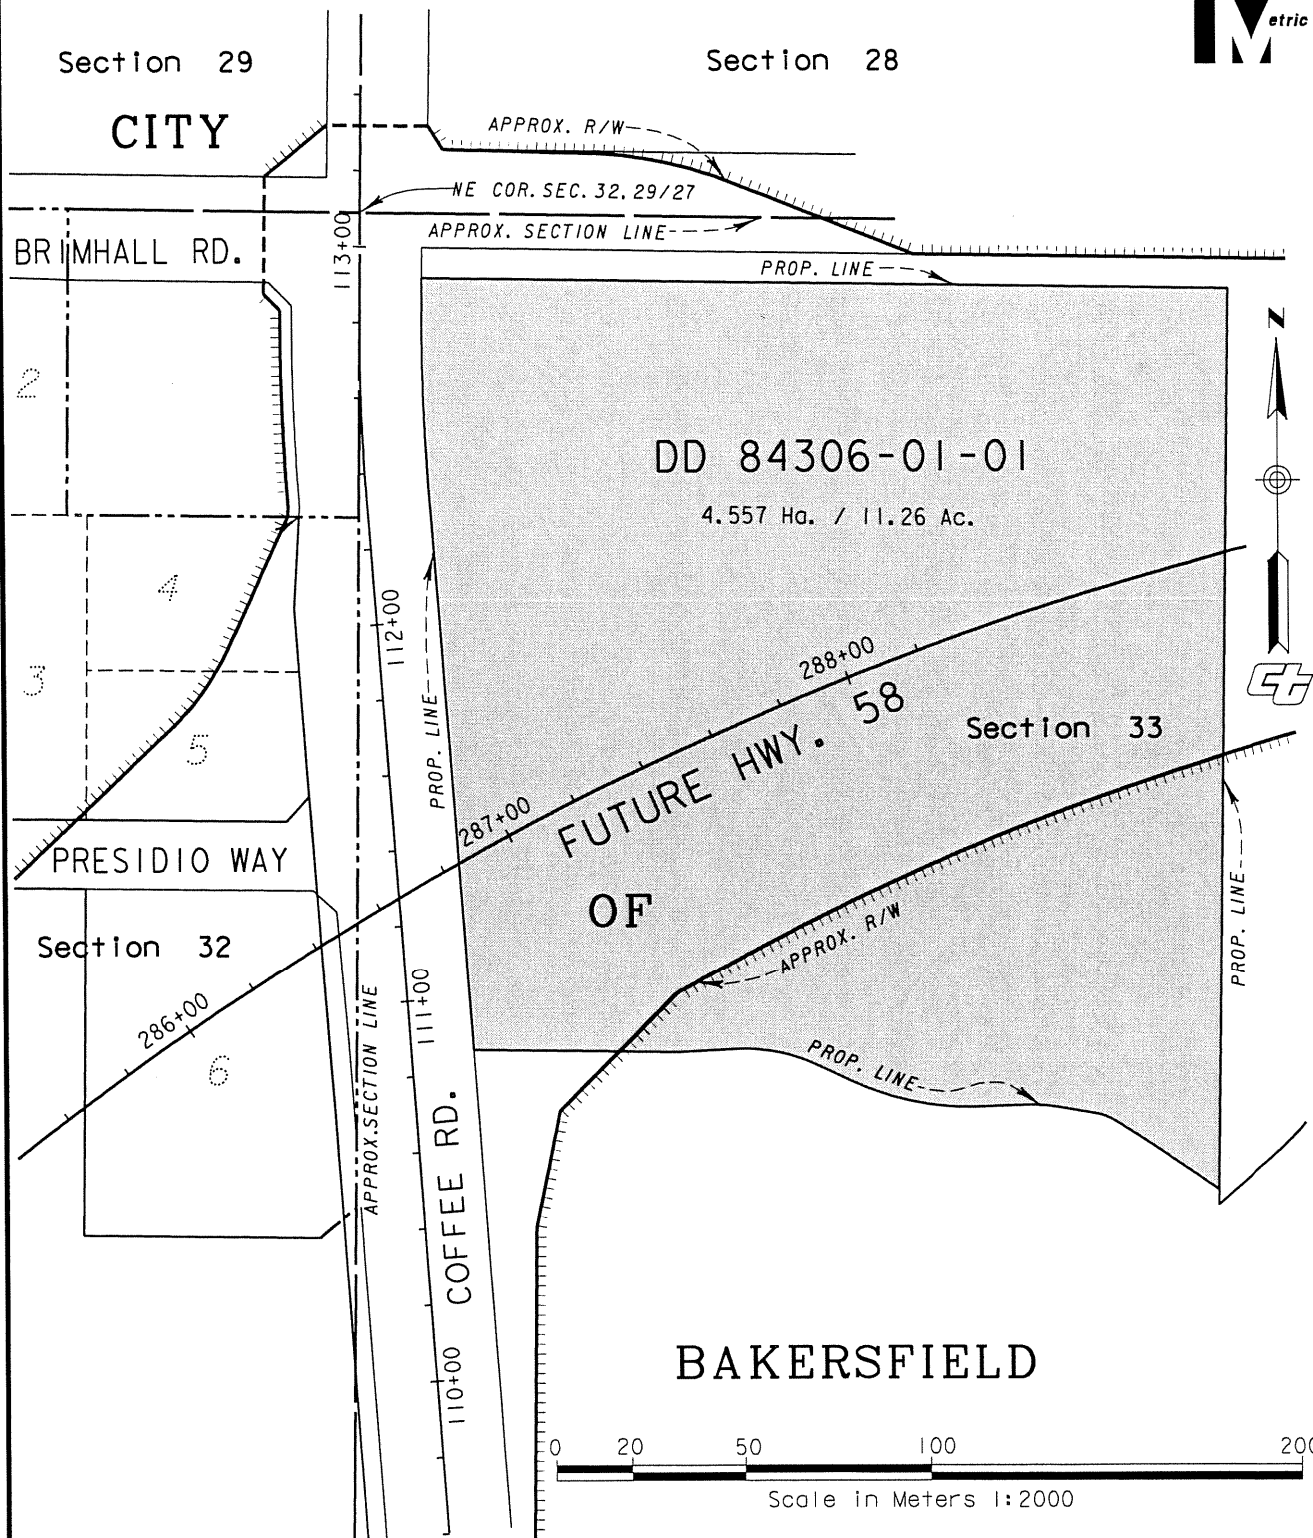 Metric
Section 29
Section 28
CITY
APPROX. R/W
NE COR. SEC. 32, 29/27
APPROX. SECTION LINE
113+00
BRIMHALL RD.
PROP. LINE
N
2
DD 84306-01-01
4.557 Ha. / 11.26 Ac.
4
112+00
288+00
3
PROP. LINE
FUTURE HWY. 58
Section 33
Ct
5
287+00
PRESIDIO WAY
OF
APPROX. R/W
PROP. LINE
Section 32
286+00
APPROX. SECTION LINE
111+00
6
PROP. LINE
COFFEE RD.
BAKERSFIELD
110+00
0 20 50 100 200
Scale in Meters 1:2000